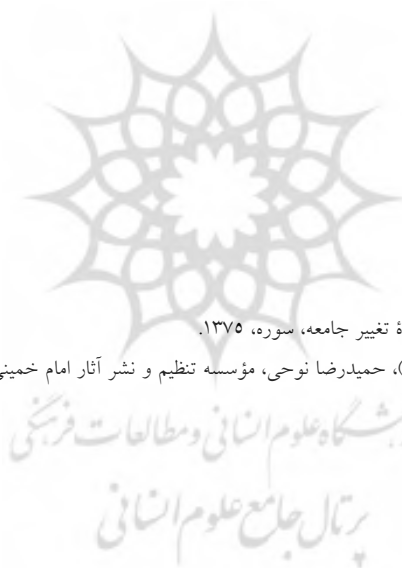 ۀ تغییر جامعه، سوره، ۱۳۷۵.
)، حمیدرضا نوحی، مؤسسه تنظیم و نشر آثار امام خمینی
پژوهشگاه علوم انسانی و مطالعات فرهنگی
پرتال جامع علوم انسانی